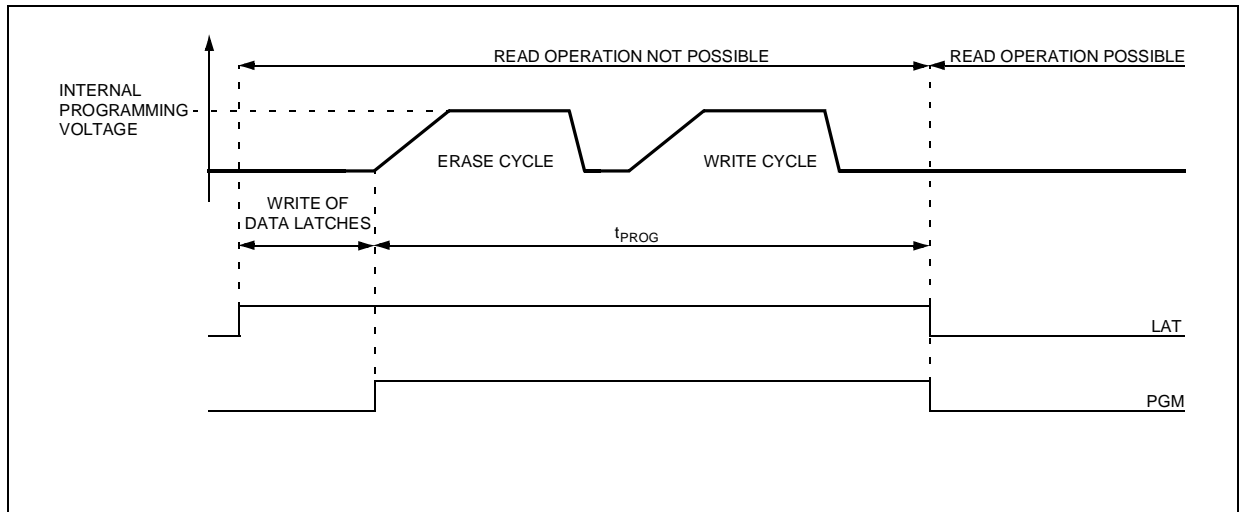 READ OPERATION NOT POSSIBLE
READ OPERATION POSSIBLE
INTERNAL
PROGRAMMING
VOLTAGE
ERASE CYCLE
WRITE CYCLE
WRITE OF
DATA LATCHES
tPROG
LAT
PGM